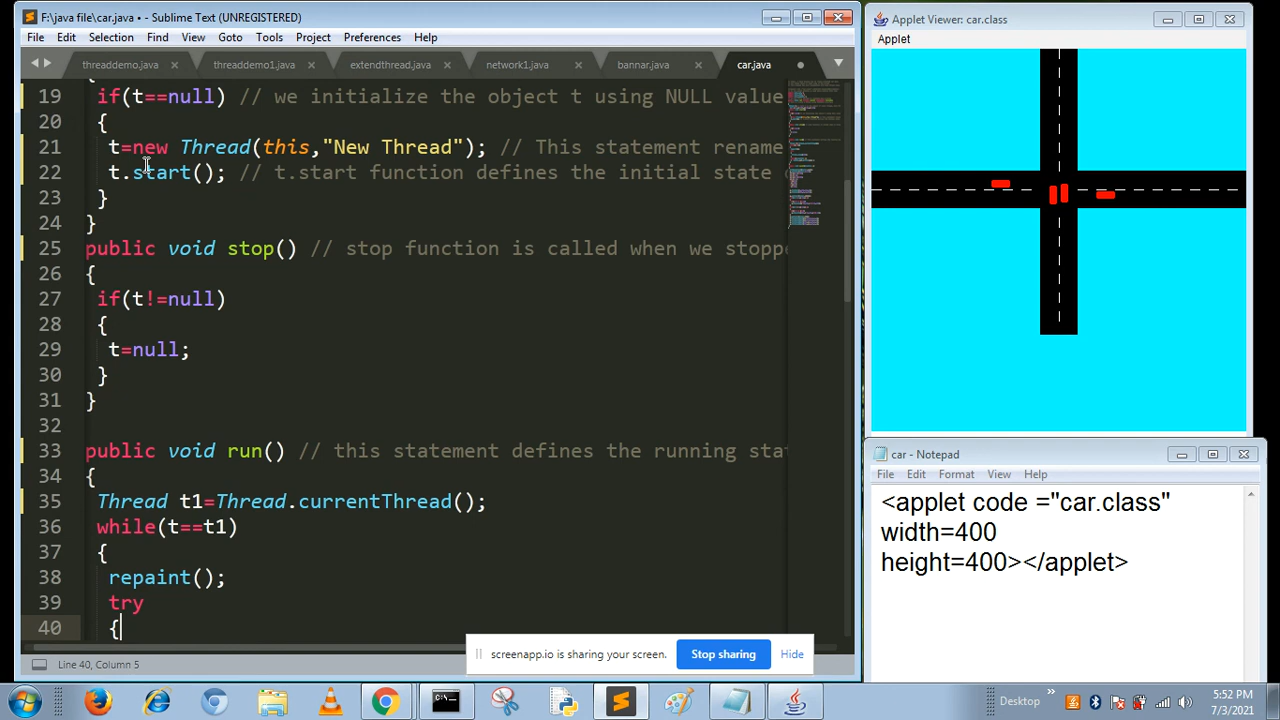 F:\java file\car.java • - Sublime Text (UNREGISTERED)
File Edit Selection Find View Goto Tools Project Preferences Help
threaddemo.java threaddemo1.java extendthread.java network1.java bannar.java car.java
19 if(t==null) // we initialize the object t using NULL value
20 {
21 t=new Thread(this,"New Thread"); // This statement rename
22 t.start(); // t.start function defines the initial state
23 }
24 }
25 public void stop() // stop function is called when we stoppe
26 {
27 if(t!=null)
28 {
29 t=null;
30 }
31 }
32
33 public void run() // this statement defines the running sta
34 {
35 Thread t1=Thread.currentThread();
36 while(t==t1)
37 {
38 repaint();
39 try
40 {
Line 40, Column 5
Applet Viewer: car.class
Applet
car - Notepad
File Edit Format View Help
<applet code ="car.class"
width=400
height=400></applet>
screenapp.io is sharing your screen. Stop sharing Hide
Desktop
5:52 PM
7/3/2021